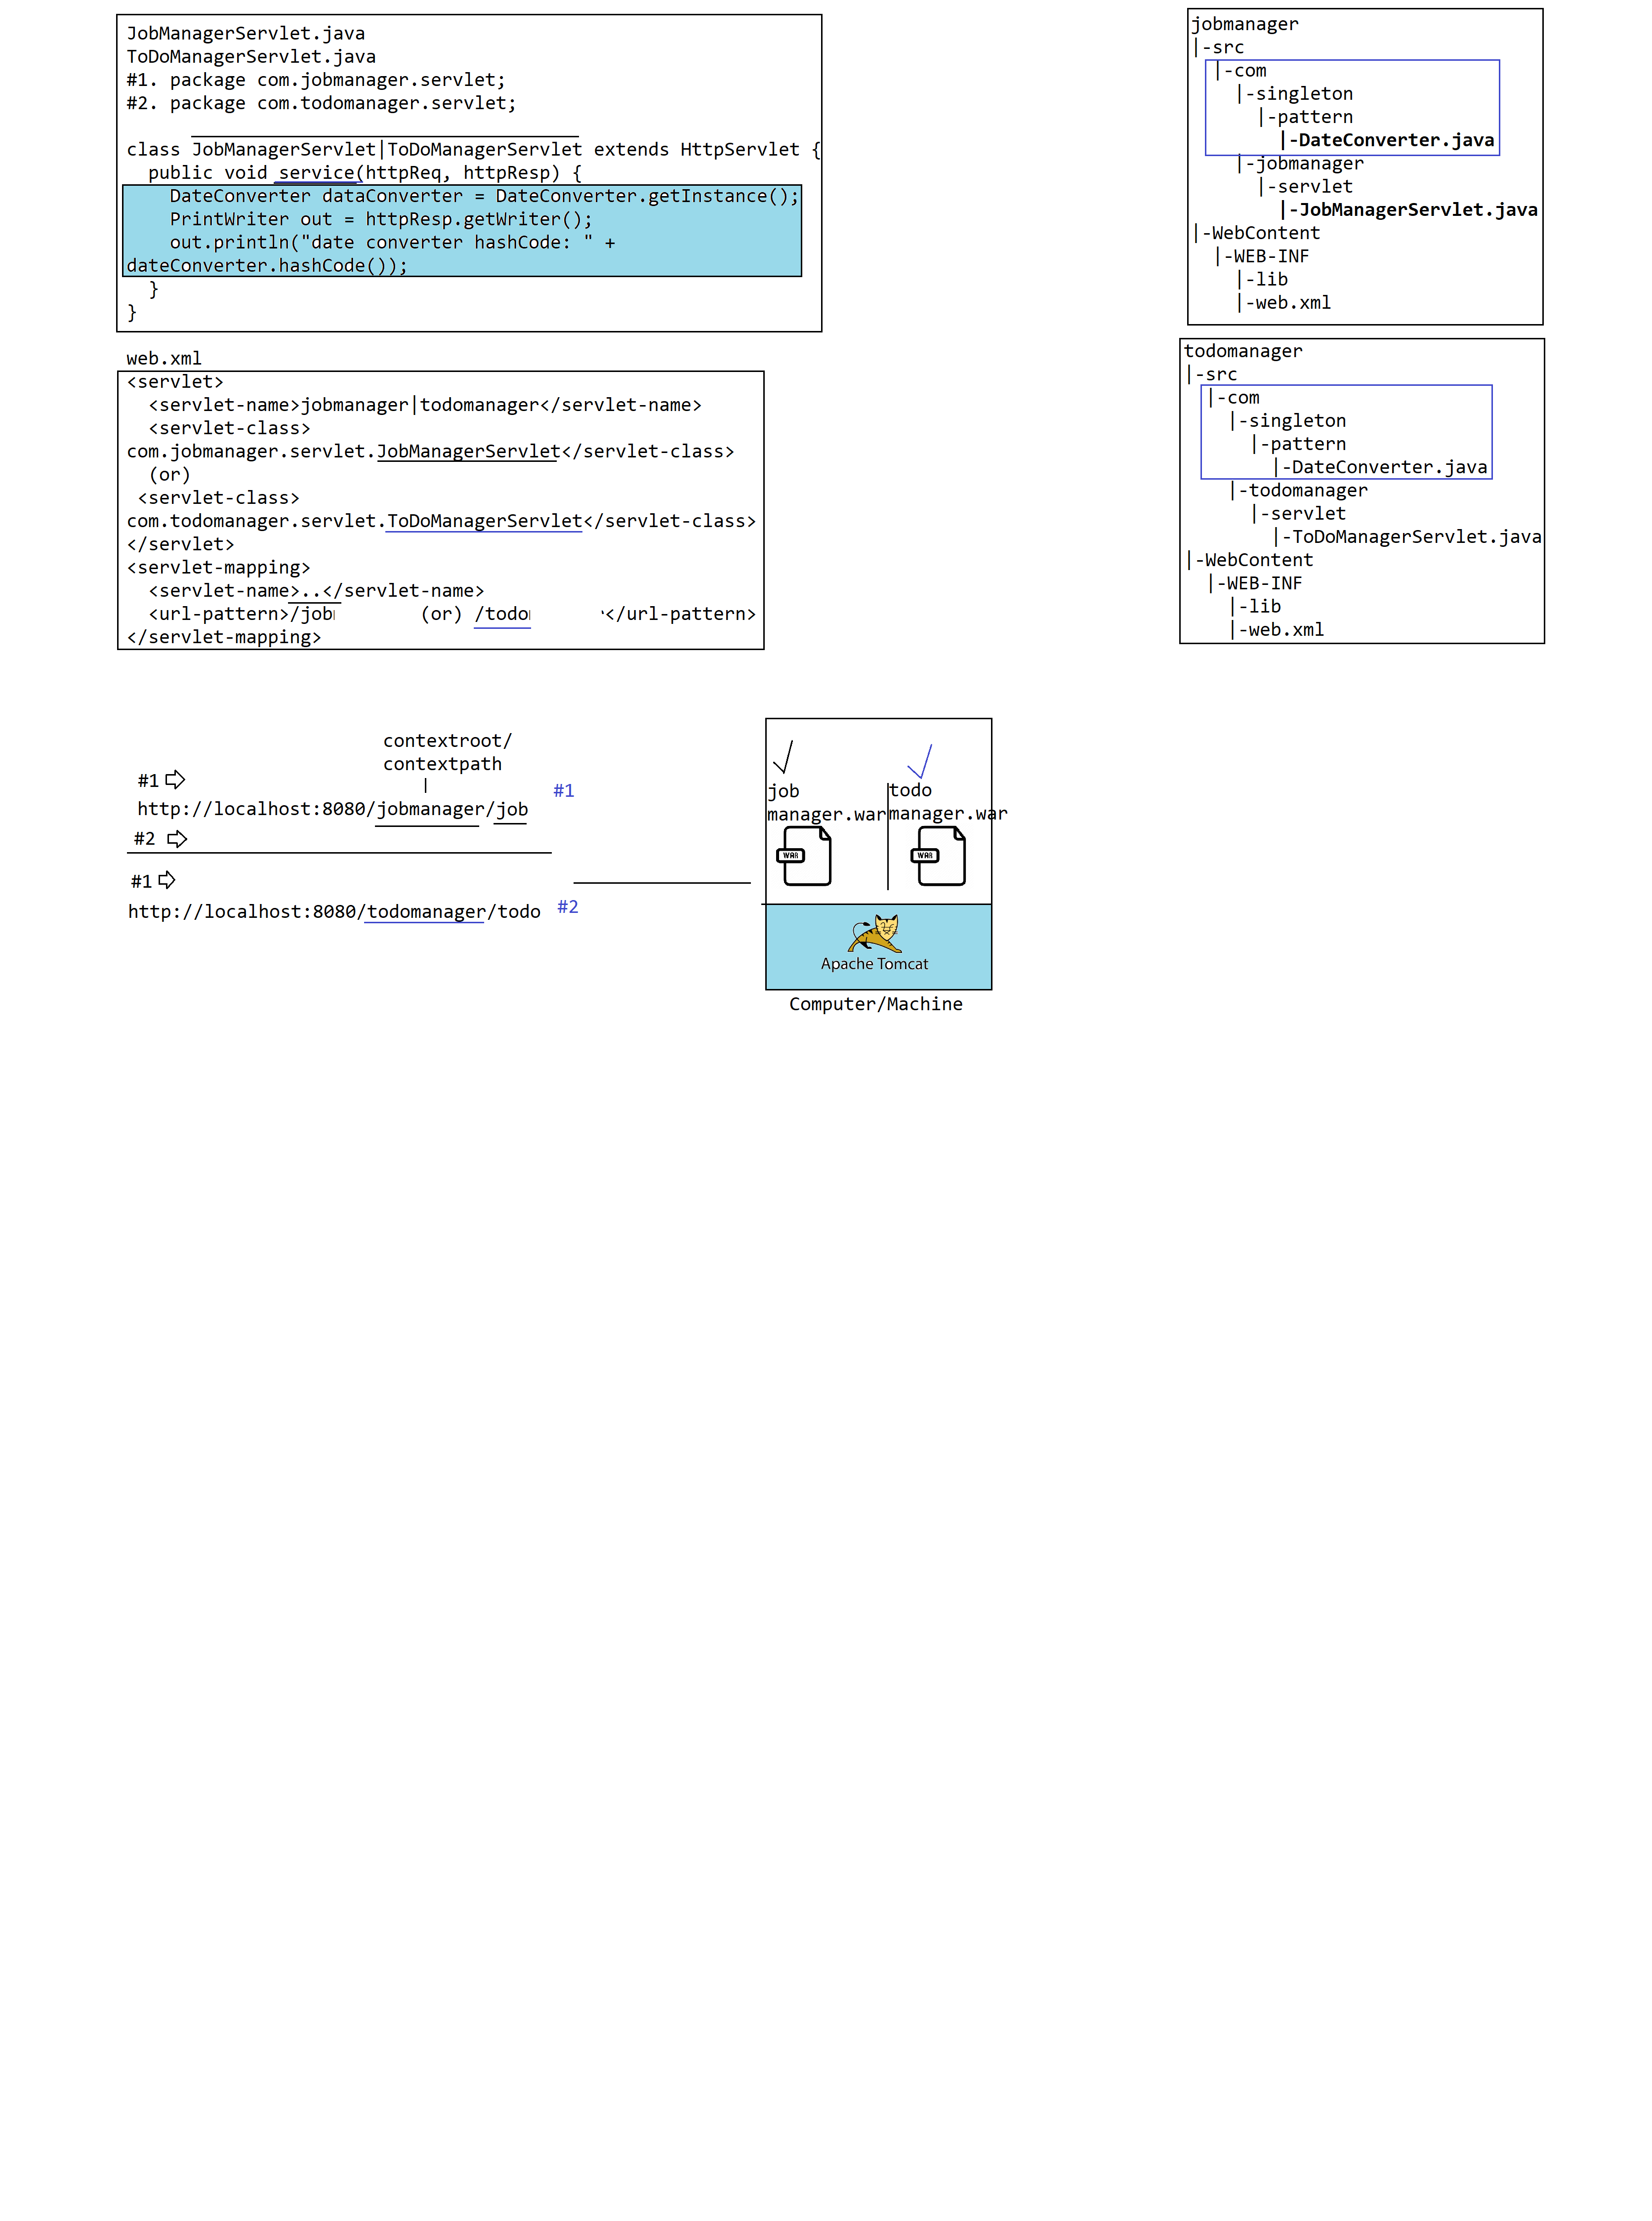 JobManagerServlet.java
ToDoManagerServlet.java
#1. package com.jobmanager.servlet;
#2. package com.todomanager.servlet;
class JobManagerServlet|ToDoManagerServlet extends HttpServlet {
  public void service(httpReq, httpResp) {
    DateConverter dataConverter = DateConverter.getInstance();
    PrintWriter out = httpResp.getWriter();
    out.println("date converter hashCode: " +
dateConverter.hashCode());
  }
}
web.xml
<servlet>
  <servlet-name>jobmanager|todomanager</servlet-name>
  <servlet-class>
com.jobmanager.servlet.JobManagerServlet</servlet-class>
  (or)
 <servlet-class>
com.todomanager.servlet.ToDoManagerServlet</servlet-class>
</servlet>
<servlet-mapping>
  <servlet-name>..</servlet-name>
  <url-pattern>/job (or) /todo </url-pattern>
</servlet-mapping>
jobmanager
|-src
  |-com
    |-singleton
      |-pattern
        |-DateConverter.java
    |-jobmanager
      |-servlet
        |-JobManagerServlet.java
|-WebContent
  |-WEB-INF
    |-lib
    |-web.xml
todomanager
|-src
  |-com
    |-singleton
      |-pattern
        |-DateConverter.java
    |-todomanager
      |-servlet
        |-ToDoManagerServlet.java
|-WebContent
  |-WEB-INF
    |-lib
    |-web.xml
contextroot/
contextpath
#1
http://localhost:8080/jobmanager/job
#2
#1
#1
http://localhost:8080/todomanager/todo
#2
job
manager.war
WAR
todo
manager.war
WAR
Apache Tomcat
Computer/Machine